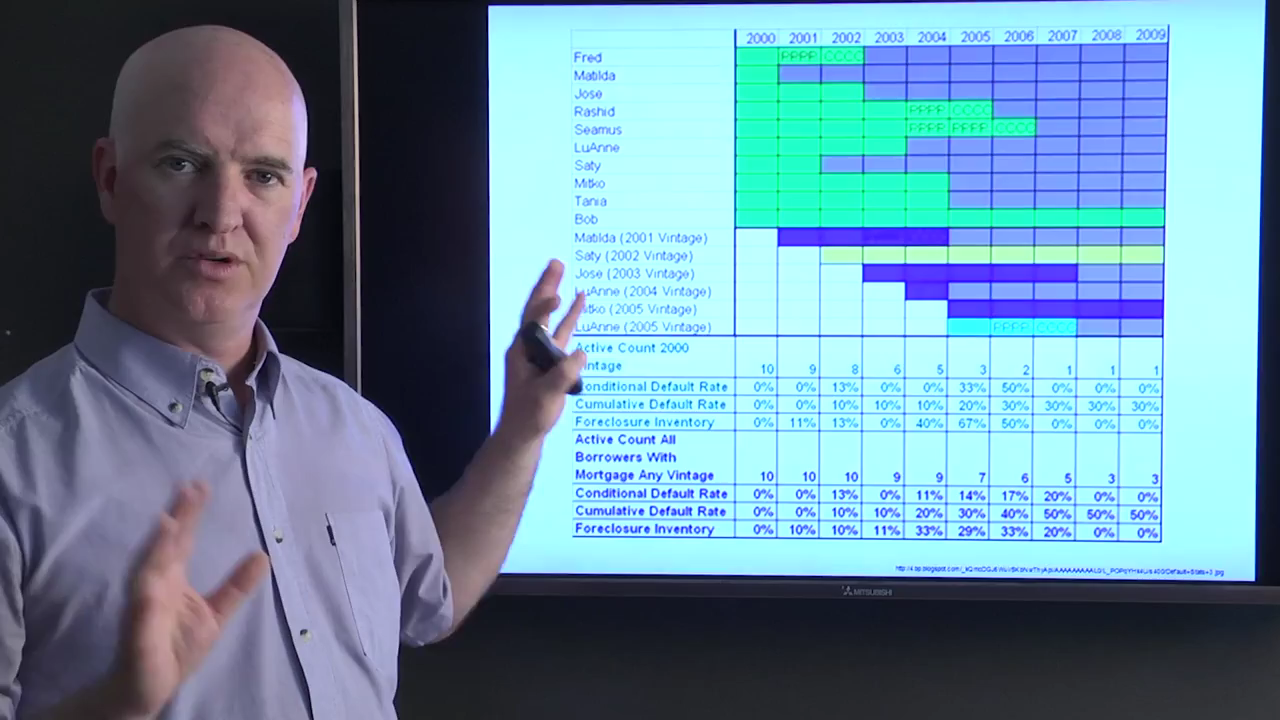 2000 2001 2002 2003 2004 2005 2006 2007 2008 2009
Fred PPPP CCCC
Matilda
Jose
Rashid PPPP CCCC
Seamus PPPP PPPP CCCC
LuAnne
Saty
Mitko
Tania
Bob
Matilda (2001 Vintage)
Saty (2002 Vintage)
Jose (2003 Vintage)
LuAnne (2004 Vintage)
itko (2005 Vintage)
LuAnne (2005 Vintage) PPPP CCCC
Active Count 2000
intage 10 9 8 6 5 3 2 1 1 1
onditional Default Rate 0% 0% 13% 0% 0% 33% 50% 0% 0% 0%
Cumulative Default Rate 0% 0% 10% 10% 10% 20% 30% 30% 30% 30%
Foreclosure Inventory 0% 11% 13% 0% 40% 67% 50% 0% 0% 0%
Active Count All
Borrowers With
Mortgage Any Vintage 10 10 10 9 9 7 6 5 3 3
Conditional Default Rate 0% 0% 13% 0% 11% 14% 17% 20% 0% 0%
Cumulative Default Rate 0% 0% 10% 10% 20% 30% 40% 50% 50% 50%
Foreclosure Inventory 0% 10% 10% 11% 33% 29% 33% 20% 0% 0%
MITSUBISHI